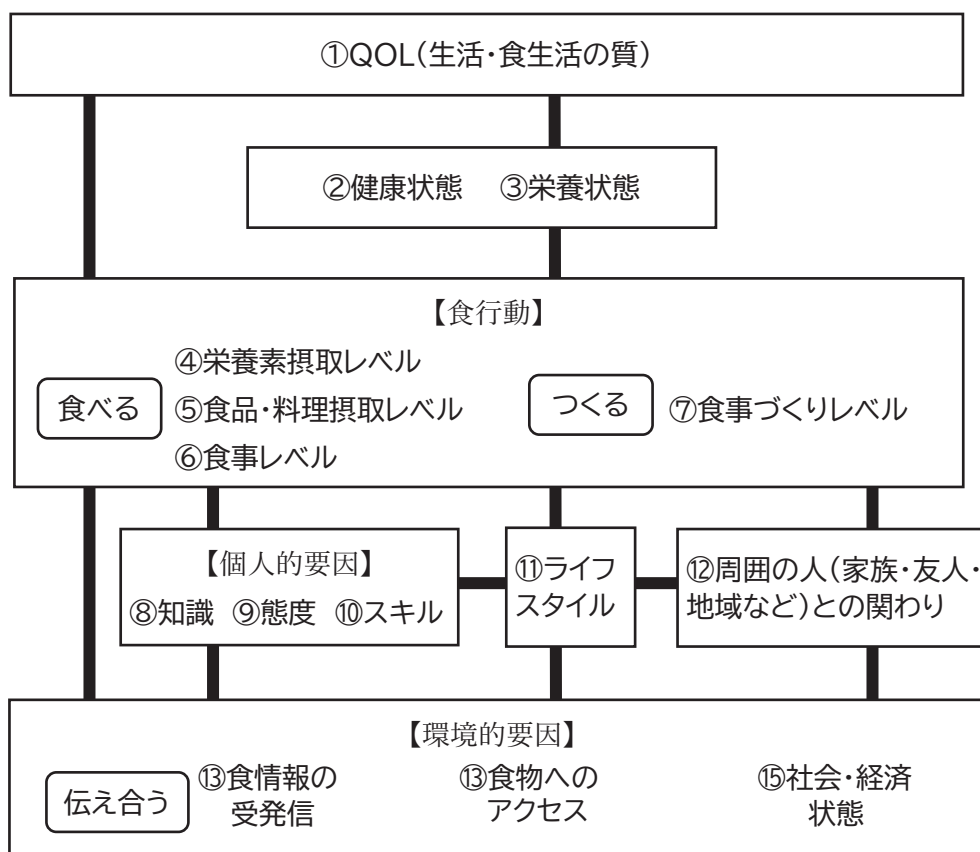 ①QOL(生活・食生活の質)
②健康状態 ③栄養状態
【食行動】
食べる
④栄養素摂取レベル
⑤食品・料理摂取レベル
⑥食事レベル
つくる
⑦食事づくりレベル
【個人的要因】
⑧知識 ⑨態度 ⑩スキル
⑪ライフ
スタイル
⑫周囲の人(家族・友人・
地域など)との関わり
【環境的要因】
伝え合う
⑬食情報の
受発信
⑬食物への
アクセス
⑮社会・経済
状態